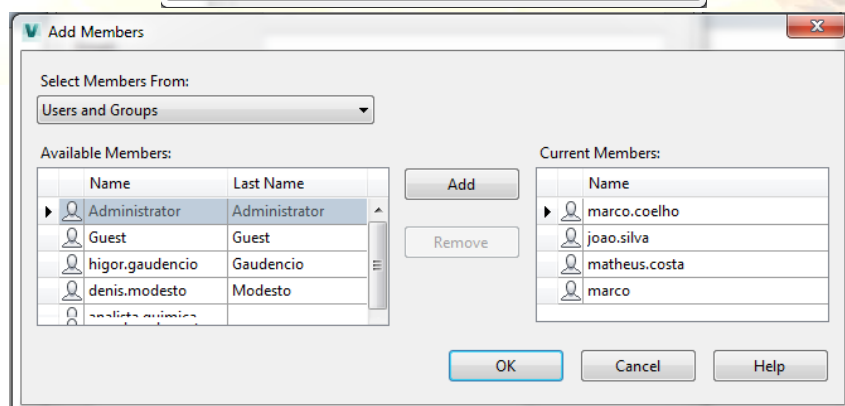 Add Members
Select Members From:
Users and Groups
Available Members:
Name Last Name
Administrator Administrator
Guest Guest
higor.gaudencio Gaudencio
denis.modesto Modesto
analista.quimica
Add
Remove
Current Members:
Name
marco.coelho
joao.silva
matheus.costa
marco
OK Cancel Help